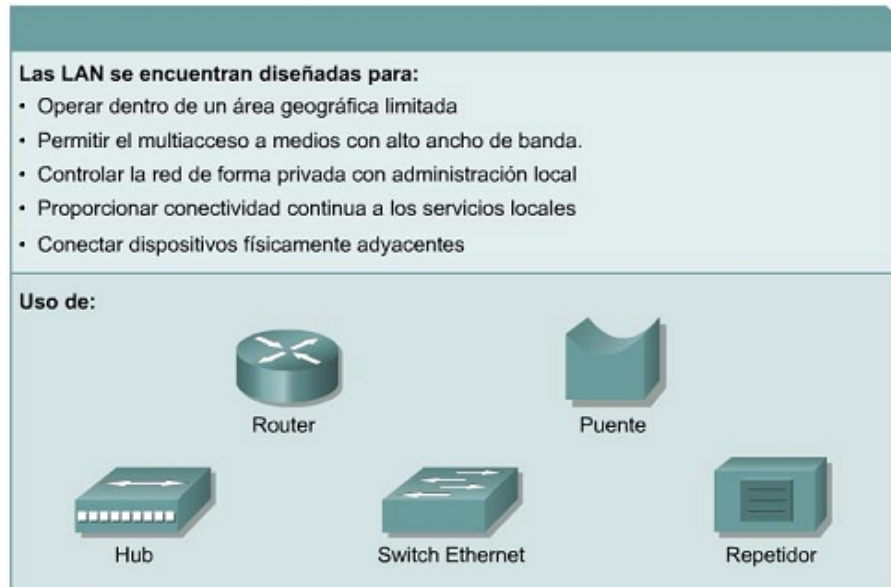 Las LAN se encuentran diseñadas para:
• Operar dentro de un área geográfica limitada
• Permitir el multiacceso a medios con alto ancho de banda.
• Controlar la red de forma privada con administración local
• Proporcionar conectividad continua a los servicios locales
• Conectar dispositivos físicamente adyacentes
Uso de:
Router
Puente
Hub
Switch Ethernet
Repetidor